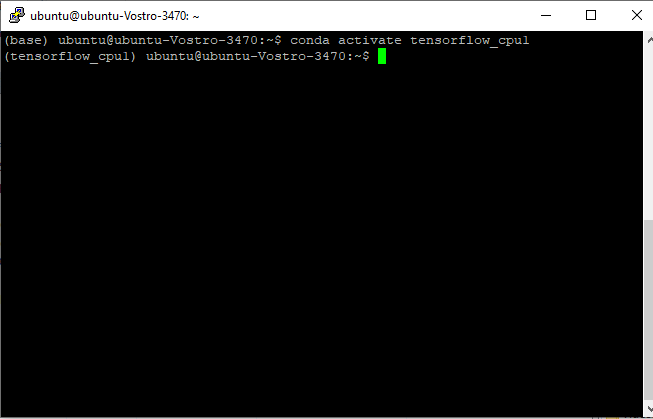 ubuntu@ubuntu-Vostro-3470: ~
(base) ubuntu@ubuntu-Vostro-3470:~$ conda activate tensorflow_cpu1
(tensorflow_cpu1) ubuntu@ubuntu-Vostro-3470:~$